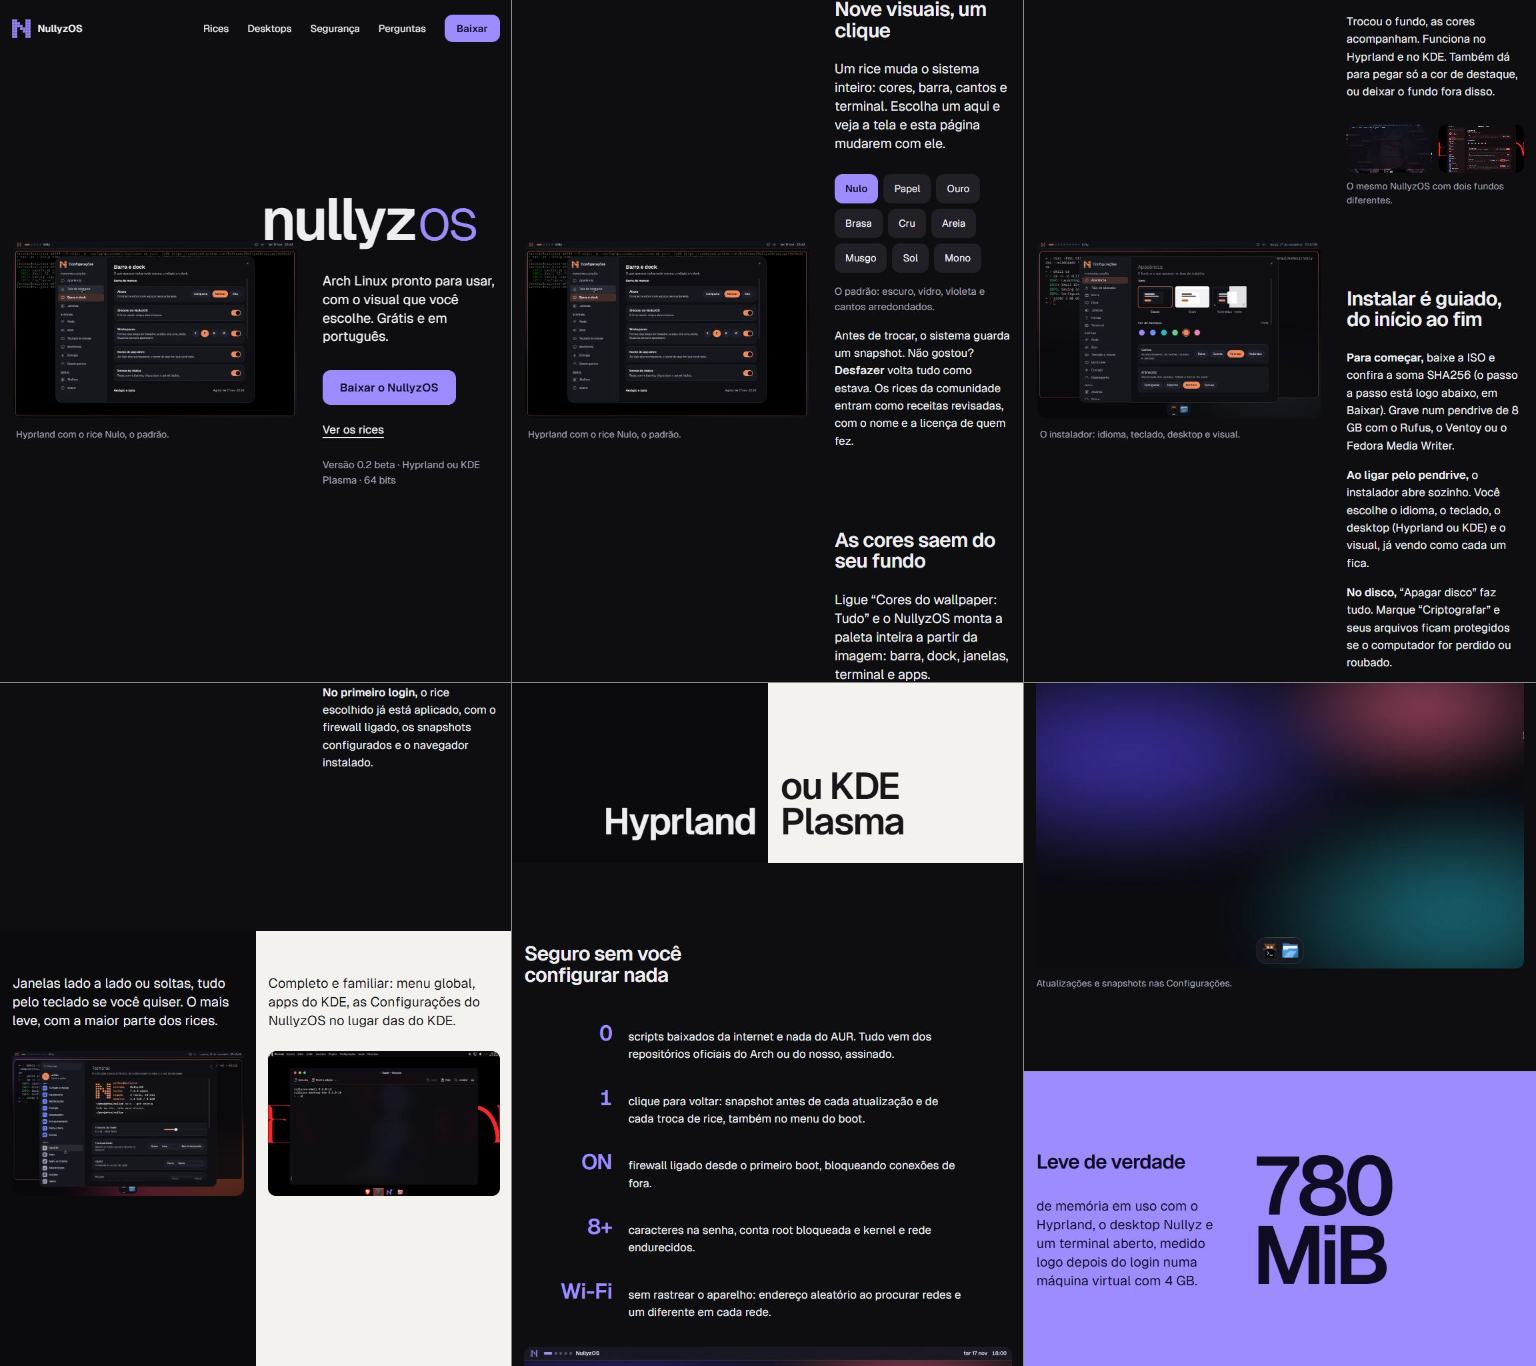 NullyzOS
Rices
Desktops
Segurança
Perguntas
Baixar
nullyzos
Configurações
Barra e dock
Arch Linux pronto para usar,
com o visual que você
escolhe. Grátis e em
português.
Baixar o NullyzOS
Ver os rices
Versão 0.2 beta · Hyprland ou KDE
Plasma · 64 bits
Hyprland com o rice Nulo, o padrão.
Nove visuais, um
clique
Um rice muda o sistema
inteiro: cores, barra, cantos e
terminal. Escolha um aqui e
veja a tela e esta página
mudarem com ele.
Nulo
Papel
Ouro
Brasa
Cru
Areia
Musgo
Sol
Mono
O padrão: escuro, vidro, violeta e
cantos arredondados.
Antes de trocar, o sistema guarda
um snapshot. Não gostou?
Desfazer volta tudo como
estava. Os rices da comunidade
entram como receitas revisadas,
com o nome e a licença de quem
fez.
Configurações
Barra e dock
Hyprland com o rice Nulo, o padrão.
As cores saem do
seu fundo
Ligue “Cores do wallpaper:
Tudo” e o NullyzOS monta a
paleta inteira a partir da
imagem: barra, dock, janelas,
terminal e apps.
Trocou o fundo, as cores
acompanham. Funciona no
Hyprland e no KDE. Também dá
para pegar só a cor de destaque,
ou deixar o fundo fora disso.
O mesmo NullyzOS com dois fundos
diferentes.
Configurações
Aparência
O instalador: idioma, teclado, desktop e visual.
Instalar é guiado,
do início ao fim
Para começar, baixe a ISO e
confira a soma SHA256 (o passo
a passo está logo abaixo, em
Baixar). Grave num pendrive de 8
GB com o Rufus, o Ventoy ou o
Fedora Media Writer.
Ao ligar pelo pendrive, o
instalador abre sozinho. Você
escolhe o idioma, o teclado, o
desktop (Hyprland ou KDE) e o
visual, já vendo como cada um
fica.
No disco, “Apagar disco” faz
tudo. Marque “Criptografar” e
seus arquivos ficam protegidos
se o computador for perdido ou
roubado.
No primeiro login, o rice
escolhido já está aplicado, com o
firewall ligado, os snapshots
configurados e o navegador
instalado.
Janelas lado a lado ou soltas, tudo
pelo teclado se você quiser. O mais
leve, com a maior parte dos rices.
Completo e familiar: menu global,
apps do KDE, as Configurações do
NullyzOS no lugar das do KDE.
Hyprland
ou KDE
Plasma
Seguro sem você
configurar nada
0
scripts baixados da internet e nada do AUR. Tudo vem dos
repositórios oficiais do Arch ou do nosso, assinado.
1
clique para voltar: snapshot antes de cada atualização e de
cada troca de rice, também no menu do boot.
ON
firewall ligado desde o primeiro boot, bloqueando conexões de
fora.
8+
caracteres na senha, conta root bloqueada e kernel e rede
endurecidos.
Wi-Fi
sem rastrear o aparelho: endereço aleatório ao procurar redes e
um diferente em cada rede.
NullyzOS
ter 17 nov 18:00
Atualizações e snapshots nas Configurações.
Leve de verdade
de memória em uso com o
Hyprland, o desktop Nullyz e
um terminal aberto, medido
logo depois do login numa
máquina virtual com 4 GB.
780
MiB